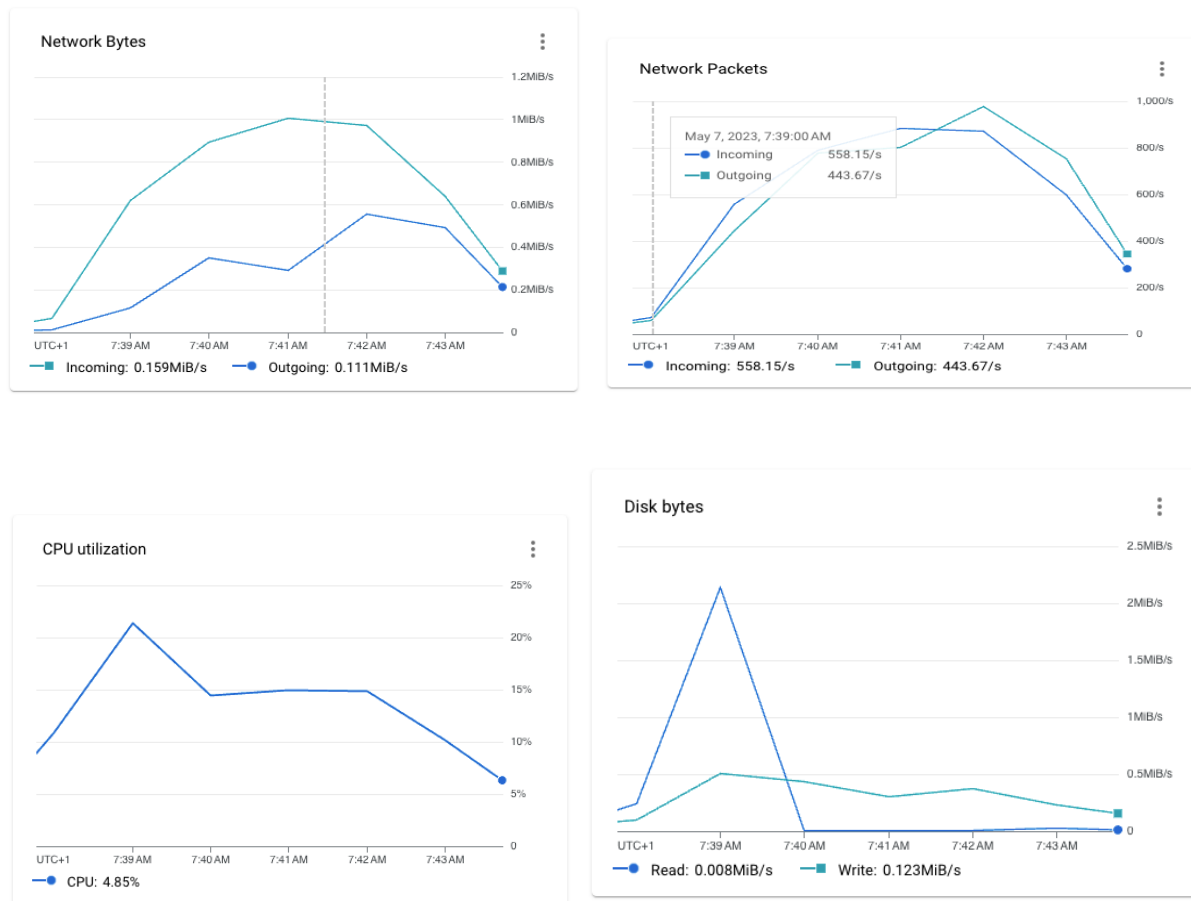 Network Bytes
1.2MiB/s
1MiB/s
0.8MiB/s
0.6MiB/s
0.4MiB/s
0.2MiB/s
0
UTC+1 7:39 AM 7:40 AM 7:41 AM 7:42 AM 7:43 AM
Incoming: 0.159MiB/s Outgoing: 0.111MiB/s
Network Packets
1,000/s
May 7, 2023, 7:39:00 AM
Incoming 558.15/s
800/s
Outgoing 443.67/s
600/s
400/s
200/s
0
UTC+1 7:39 AM 7:40 AM 7:41 AM 7:42 AM 7:43 AM
Incoming: 558.15/s Outgoing: 443.67/s
CPU utilization
25%
20%
15%
10%
5%
0
UTC+1 7:39 AM 7:40 AM 7:41 AM 7:42 AM 7:43 AM
CPU: 4.85%
Disk bytes
2.5MiB/s
2MiB/s
1.5MiB/s
1MiB/s
0.5MiB/s
0
UTC+1 7:39 AM 7:40 AM 7:41 AM 7:42 AM 7:43 AM
Read: 0.008MiB/s Write: 0.123MiB/s